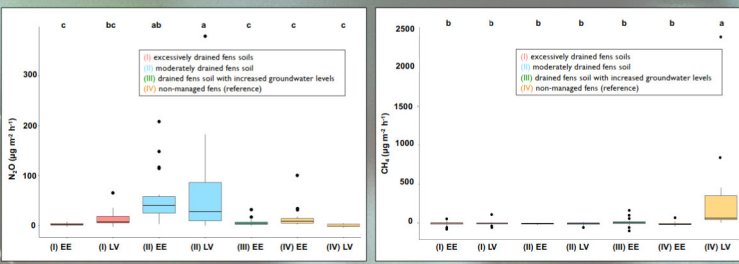 c bc ab a c c c
(I) excessively drained fens soils
(II) moderately drained fens soil
(III) drained fens soil with increased groundwater levels
(IV) non-managed fens (reference)
N₂O (µg m⁻² h⁻¹)
300
200
100
0
(I) EE (I) LV (II) EE (II) LV (III) EE (IV) EE (IV) LV
b b b b b b a
(I) excessively drained fens soils
(II) moderately drained fens soil
(III) drained fens soil with increased groundwater levels
(IV) non-managed fens (reference)
CH₄ (µg m⁻² h⁻¹)
2500
2000
1500
1000
500
0
(I) EE (I) LV (II) EE (II) LV (III) EE (IV) EE (IV) LV